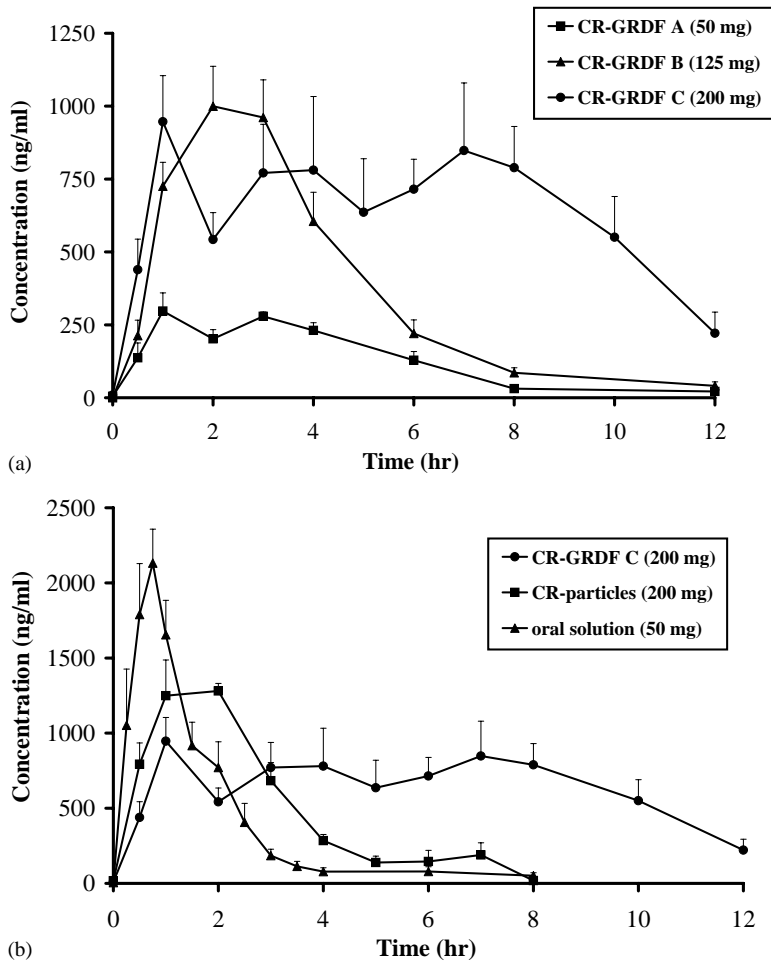 1250
1000
750
500
250
0
Concentration (ng/ml)
CR-GRDF A (50 mg)
CR-GRDF B (125 mg)
CR-GRDF C (200 mg)
0 2 4 6 8 10 12
Time (hr)
(a)
2500
2000
1500
1000
500
0
Concentration (ng/ml)
CR-GRDF C (200 mg)
CR-particles (200 mg)
oral solution (50 mg)
0 2 4 6 8 10 12
Time (hr)
(b)